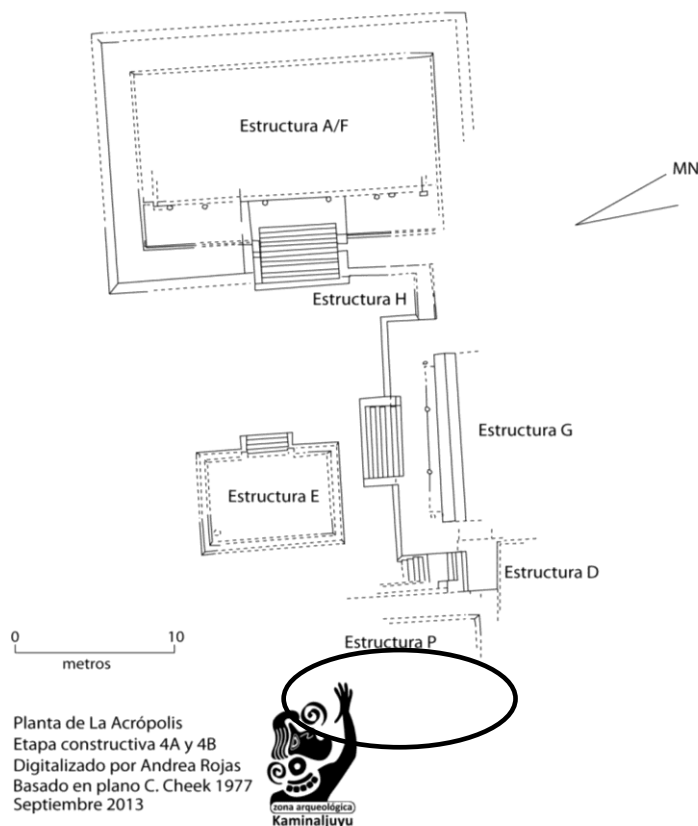 Estructura A/F
MN
Estructura H
Estructura G
Estructura E
Estructura D
Estructura P
0 10
metros
Planta de La Acrópolis
Etapa constructiva 4A y 4B
Digitalizado por Andrea Rojas
Basado en plano C. Cheek 1977
Septiembre 2013
zona arqueológica
Kaminaljuyu